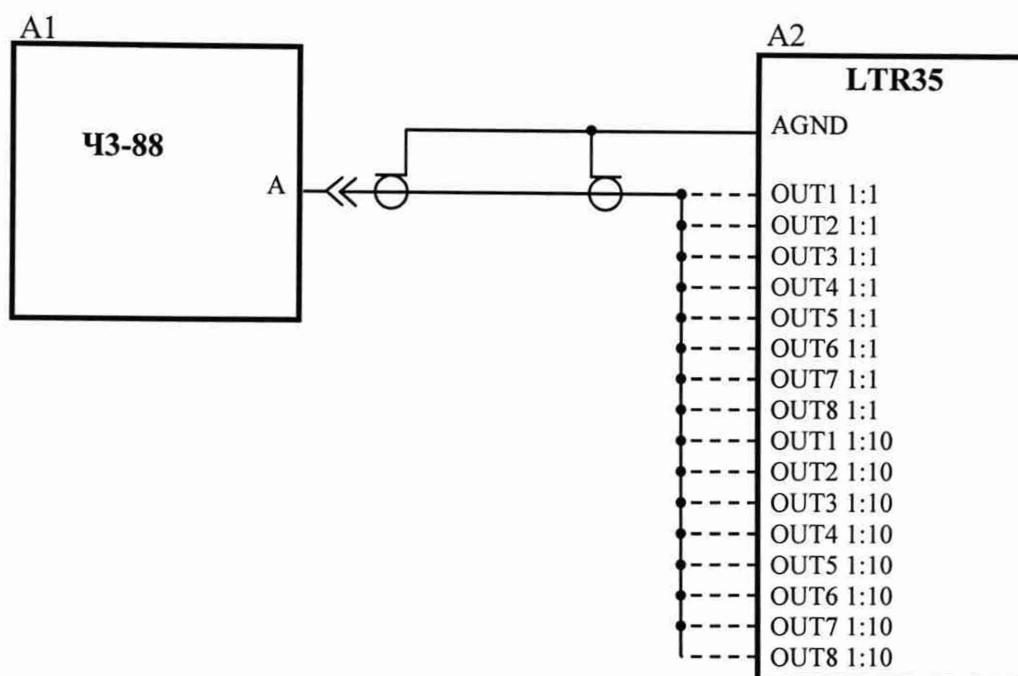 A1
A2
LTR35
ЧЗ-88
AGND
A
OUT1 1:1
OUT2 1:1
OUT3 1:1
OUT4 1:1
OUT5 1:1
OUT6 1:1
OUT7 1:1
OUT8 1:1
OUT1 1:10
OUT2 1:10
OUT3 1:10
OUT4 1:10
OUT5 1:10
OUT6 1:10
OUT7 1:10
OUT8 1:10